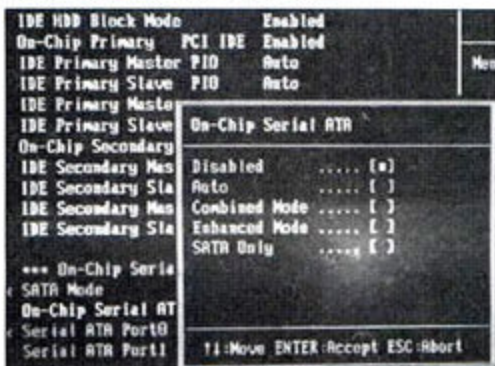 IDE HDD Block Mode Enabled
On-Chip Primary PCI IDE Enabled
IDE Primary Master PIO Auto
IDE Primary Slave PIO Auto
IDE Primary Maste
IDE Primary Slave
On-Chip Secondary
IDE Secondary Mas
IDE Secondary Sla
IDE Secondary Mas
IDE Secondary Sla
*** On-Chip Seria
SATA Mode
On-Chip Serial AT
Serial ATA Port0
Serial ATA Port1
Men
On-Chip Serial ATA
Disabled ..... [■]
Auto ..... [ ]
Combined Mode ..... [ ]
Enhanced Mode ..... [ ]
SATA Only ..... [ ]
↑↓:Move ENTER:Accept ESC:Abort